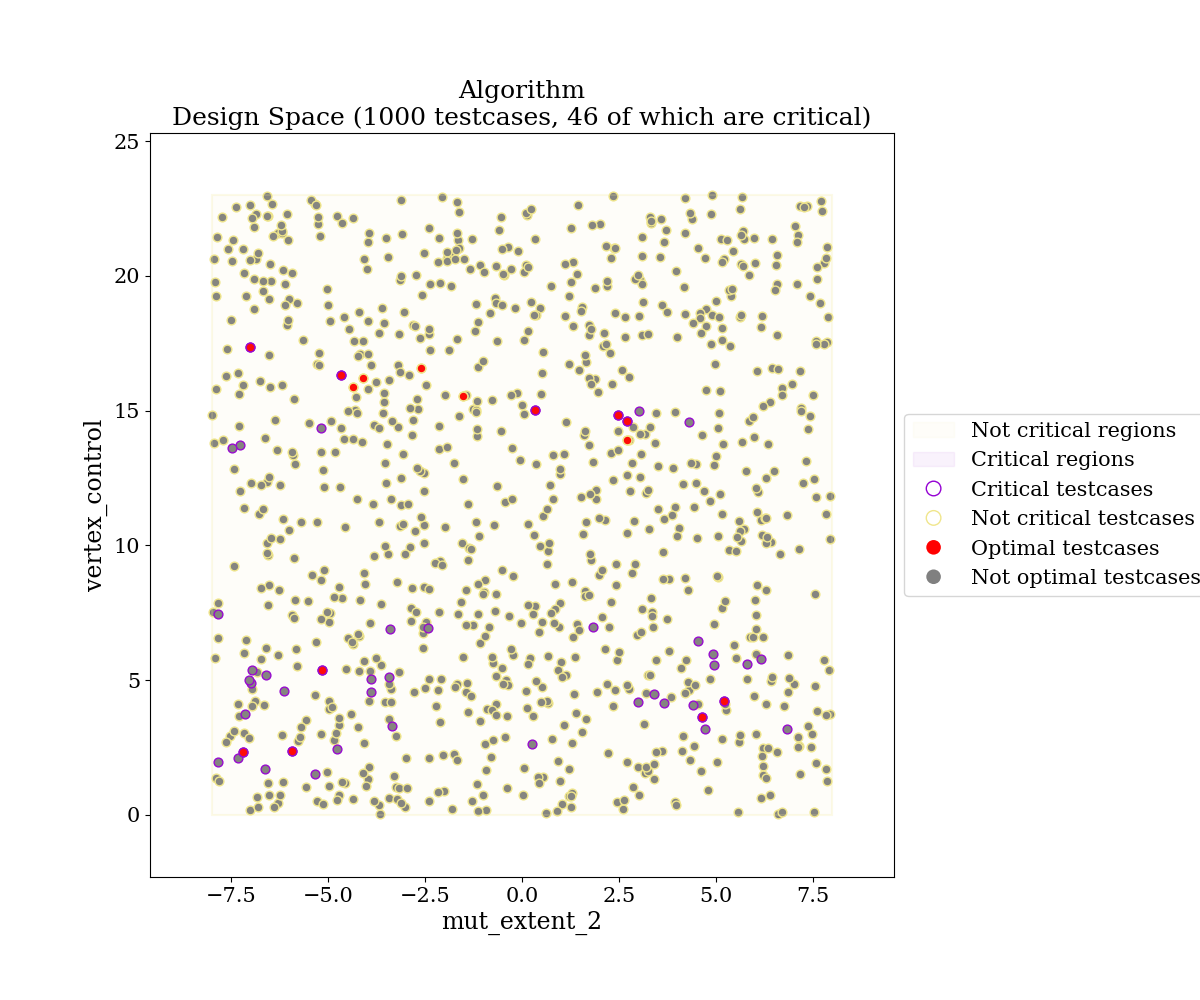 Algorithm
Design Space (1000 testcases, 46 of which are critical)
25
20
15
10
5
0
vertex_control
−7.5
−5.0
−2.5
0.0
2.5
5.0
7.5
mut_extent_2
Not critical regions
Critical regions
Critical testcases
Not critical testcases
Optimal testcases
Not optimal testcases